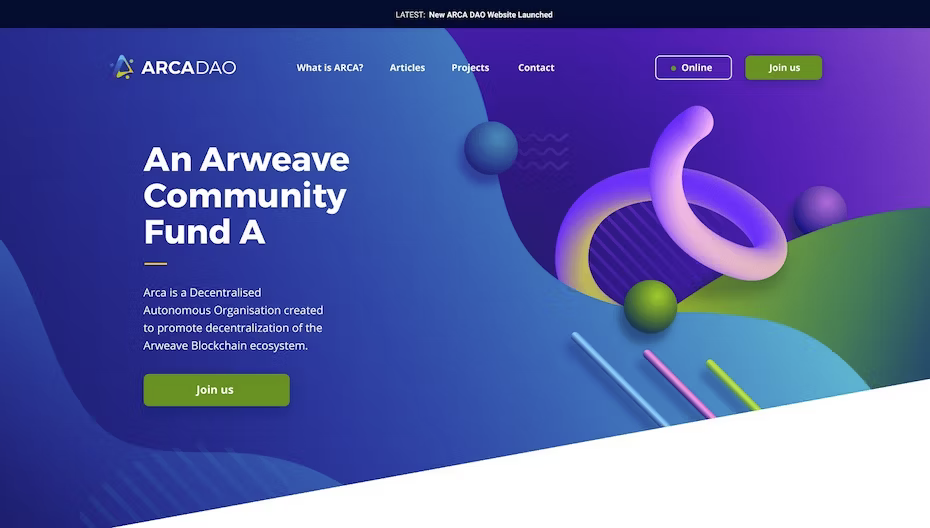 LATEST: New ARCA DAO Website Launched
ARCADAO
What is ARCA?
Articles
Projects
Contact
Online
Join us
An Arweave
Community
Fund A
Arca is a Decentralised
Autonomous Organisation created
to promote decentralization of the
Arweave Blockchain ecosystem.
Join us